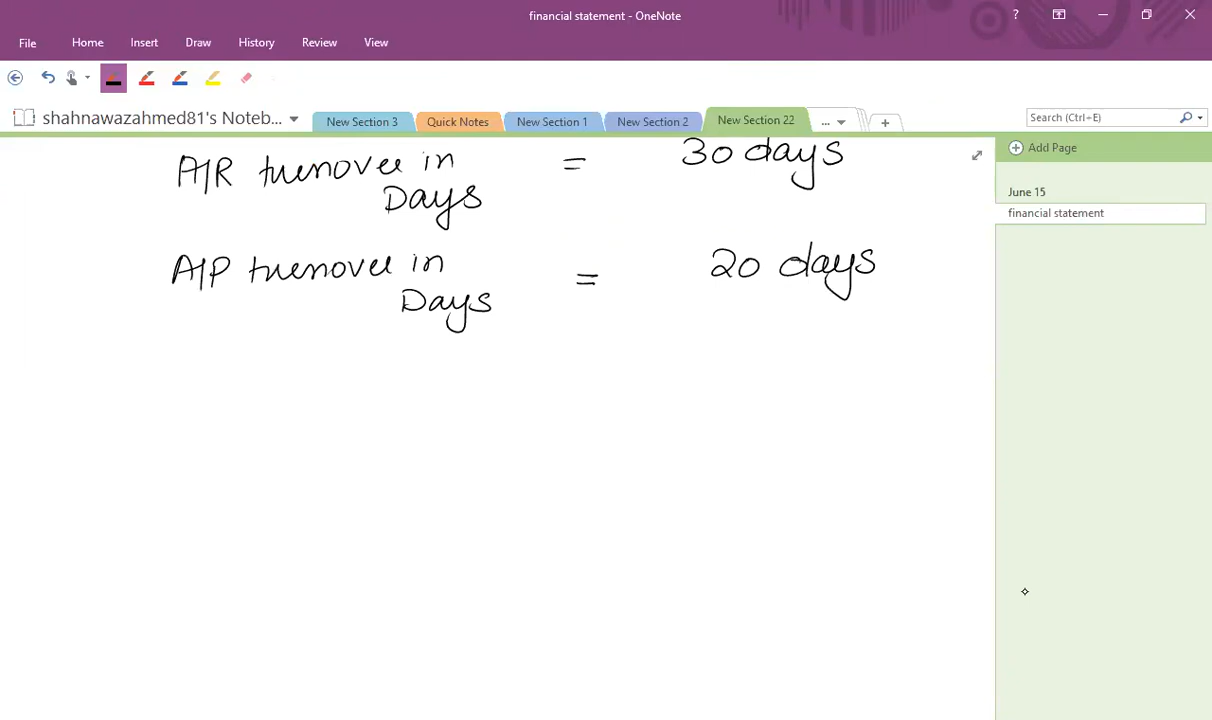 financial statement - OneNote
?
File Home Insert Draw History Review View
shahnawazahmed81's Noteb...
New Section 3 Quick Notes New Section 1 New Section 2 New Section 22 ... +
Search (Ctrl+E)
Add Page
June 15
financial statement
A/R turnover in = 30 days
Days
A/P turnover in = 20 days
Days